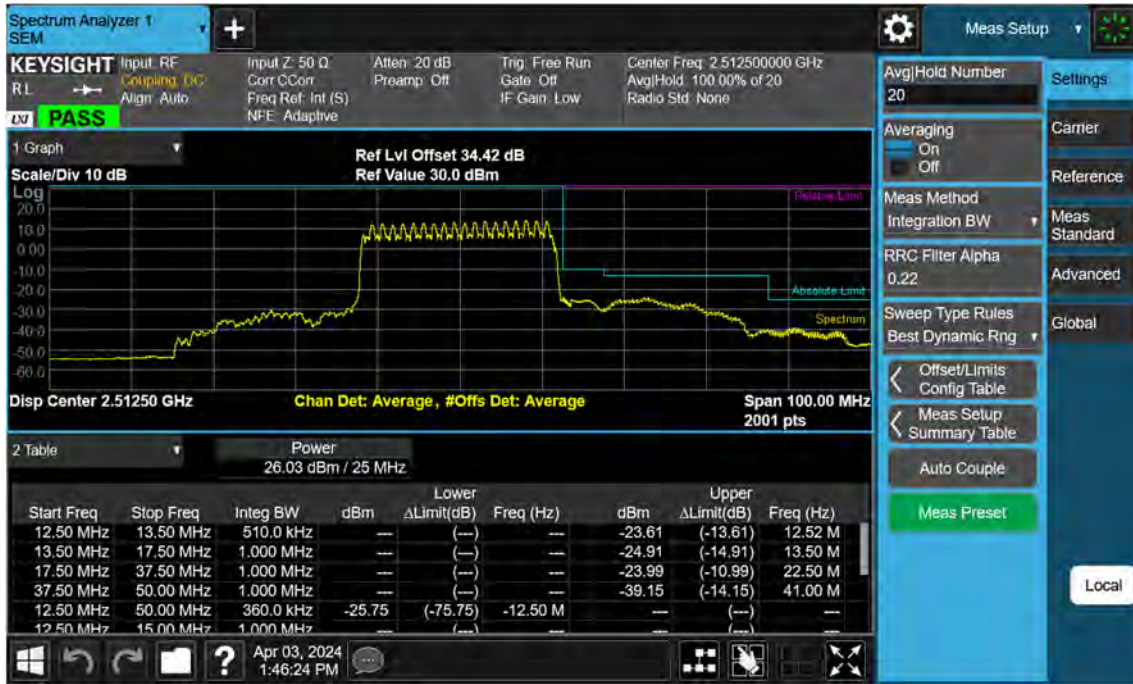 Spectrum Analyzer 1
SEM
+
Meas Setup
KEYSIGHT
R L
LXI
PASS
Input: RF
Coupling: DC
Align: Auto
Input Z: 50 Ω
Corr CCorr
Freq Ref: Int (S)
NFE: Adaptive
Atten: 20 dB
Preamp: Off
Trig: Free Run
Gate: Off
IF Gain: Low
Center Freq: 2.512500000 GHz
Avg|Hold: 100.00% of 20
Radio Std: None
1 Graph
Scale/Div 10 dB
Ref Lvl Offset 34.42 dB
Ref Value 30.0 dBm
Log
20.0
10.0
0.00
-10.0
-20.0
-30.0
-40.0
-50.0
-60.0
Relative Limit
Absolute Limit
Spectrum
Disp Center 2.51250 GHz
Chan Det: Average, #Offs Det: Average
Span 100.00 MHz
2001 pts
2 Table
Power
26.03 dBm / 25 MHz
Lower Upper
Start Freq Stop Freq Integ BW dBm ΔLimit(dB) Freq (Hz) dBm ΔLimit(dB) Freq (Hz)
12.50 MHz 13.50 MHz 510.0 kHz --- (---) --- -23.61 (-13.61) 12.52 M
13.50 MHz 17.50 MHz 1.000 MHz --- (---) --- -24.91 (-14.91) 13.50 M
17.50 MHz 37.50 MHz 1.000 MHz --- (---) --- -23.99 (-10.99) 22.50 M
37.50 MHz 50.00 MHz 1.000 MHz --- (---) --- -39.15 (-14.15) 41.00 M
12.50 MHz 50.00 MHz 360.0 kHz -25.75 (-75.75) -12.50 M --- (---) ---
12.50 MHz 15.00 MHz 1.000 MHz --- (---) --- --- (---) ---
?
Apr 03, 2024
1:46:24 PM
Avg|Hold Number
20
Averaging
On
Off
Meas Method
Integration BW
RRC Filter Alpha
0.22
Sweep Type Rules
Best Dynamic Rng
Offset/Limits
Config Table
Meas Setup
Summary Table
Auto Couple
Meas Preset
Settings
Carrier
Reference
Meas
Standard
Advanced
Global
Local